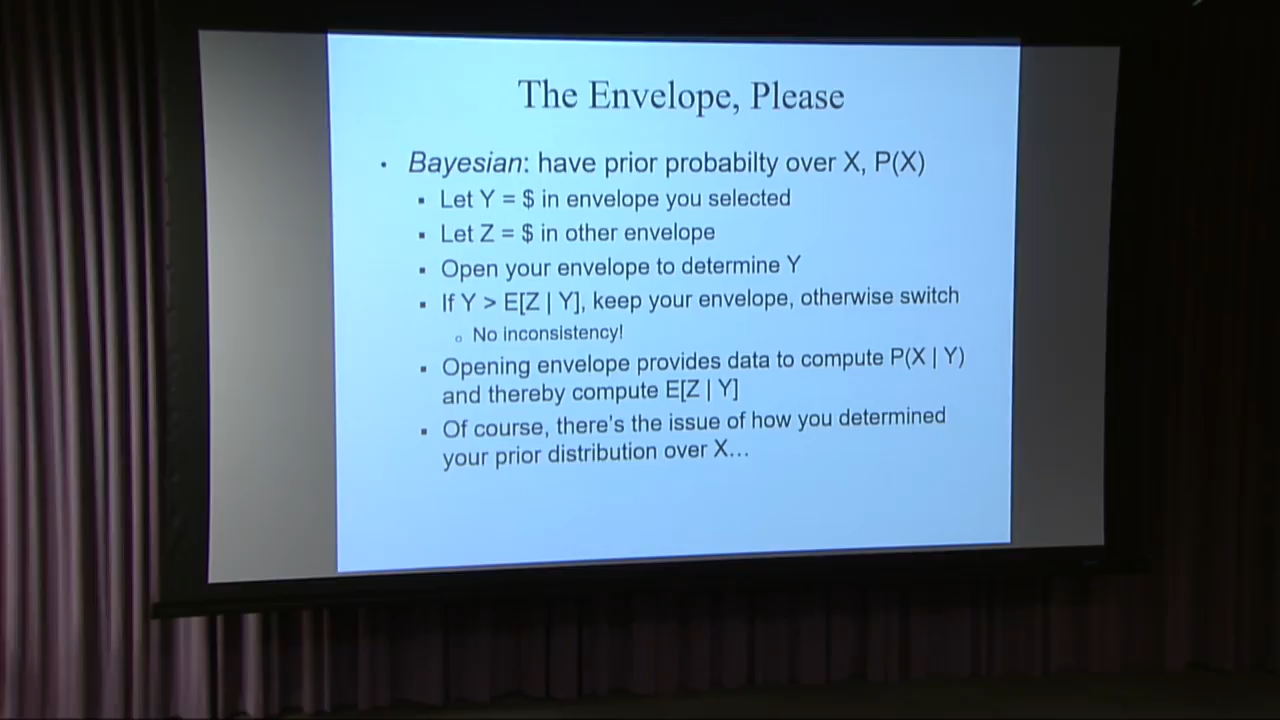 The Envelope, Please
• Bayesian: have prior probabilty over X, P(X)
▪ Let Y = $ in envelope you selected
▪ Let Z = $ in other envelope
▪ Open your envelope to determine Y
▪ If Y > E[Z | Y], keep your envelope, otherwise switch
o No inconsistency!
▪ Opening envelope provides data to compute P(X | Y)
and thereby compute E[Z | Y]
▪ Of course, there's the issue of how you determined
your prior distribution over X...